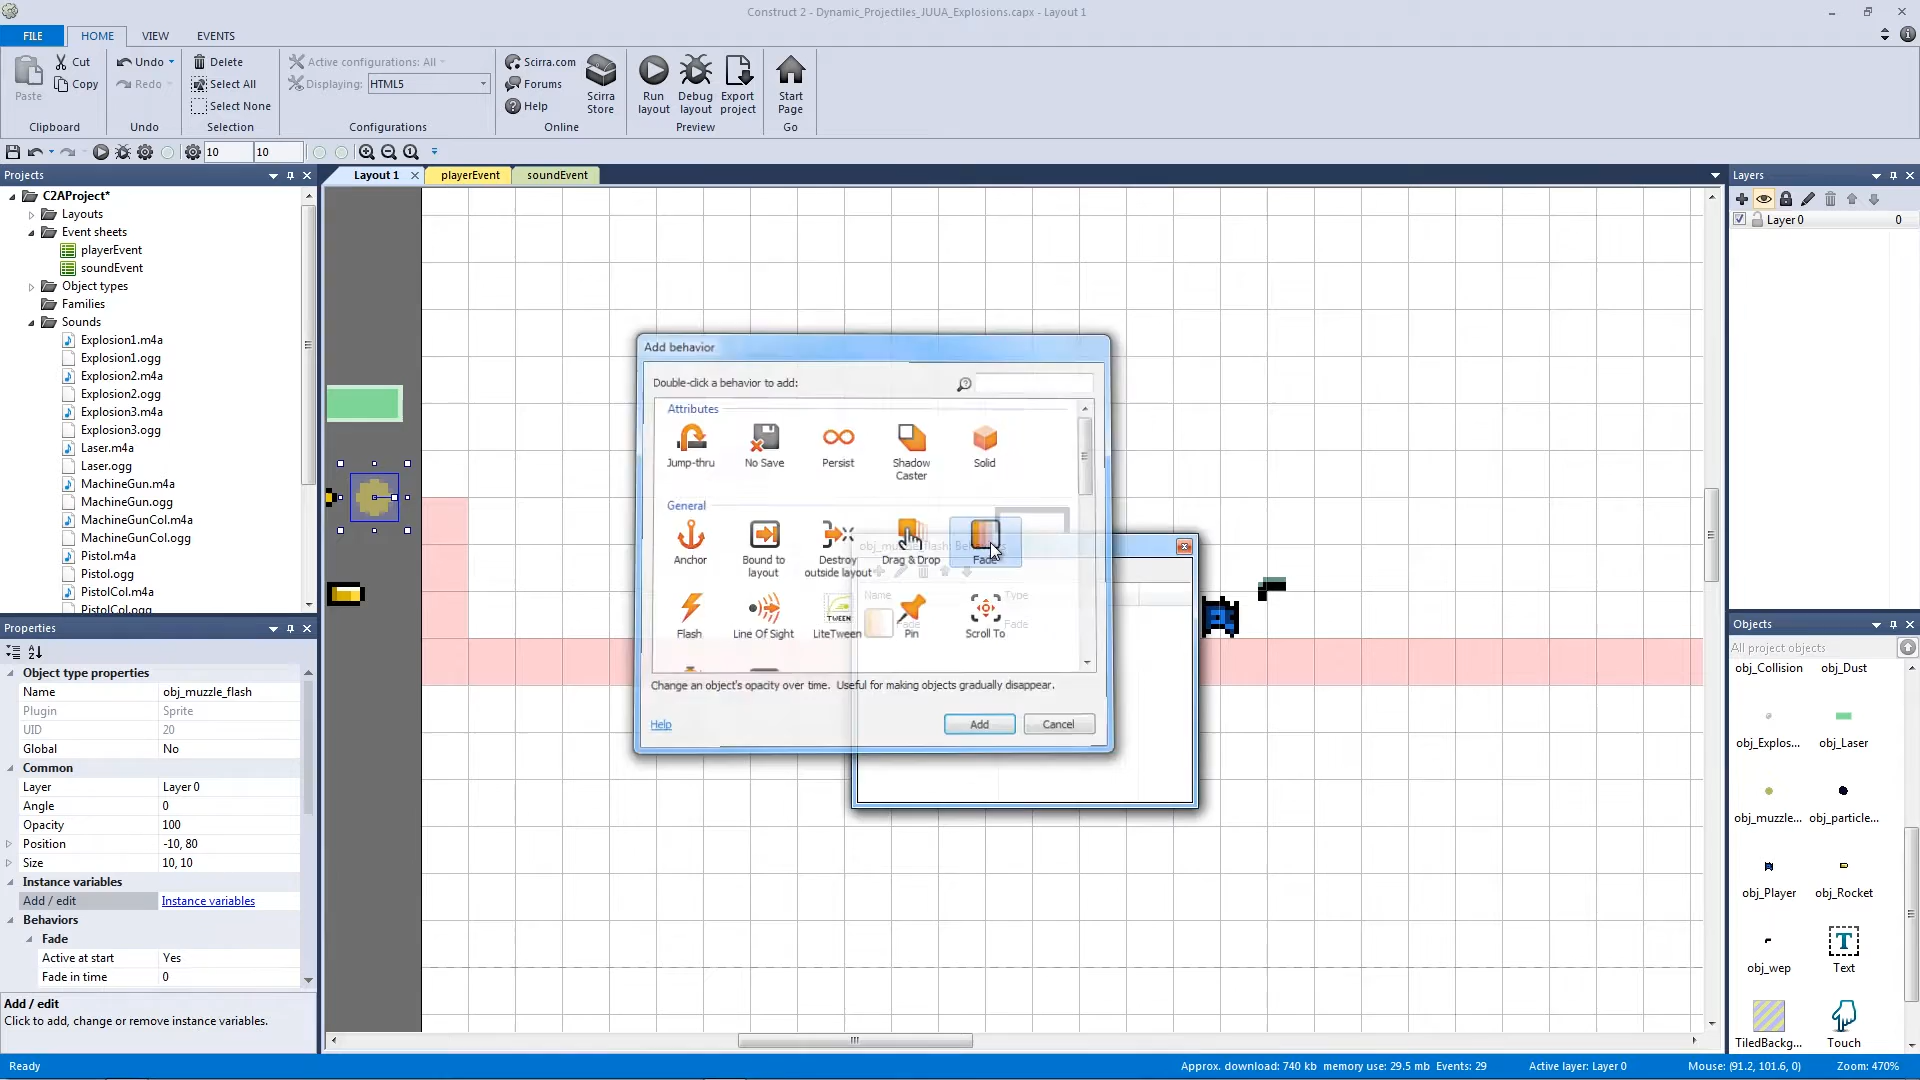 Construct 2 - Dynamic_Projectiles_JUUA_Explosions.capx - Layout 1
FILE HOME VIEW EVENTS
Paste
Cut
Copy
Clipboard
Undo
Redo
Undo
Delete
Select All
Select None
Selection
Active configurations: All
Displaying: HTML5
Configurations
Scirra.com
Forums
Help
Scirra Store
Online
Run layout
Debug layout
Export project
Preview
Start Page
Go
10 10
Projects
C2AProject*
Layouts
Event sheets
playerEvent
soundEvent
Object types
Families
Sounds
Explosion1.m4a
Explosion1.ogg
Explosion2.m4a
Explosion2.ogg
Explosion3.m4a
Explosion3.ogg
Laser.m4a
Laser.ogg
MachineGun.m4a
MachineGun.ogg
MachineGunCol.m4a
MachineGunCol.ogg
Pistol.m4a
Pistol.ogg
PistolCol.m4a
PistolCol.ogg
Properties
Object type properties
Name obj_muzzle_flash
Plugin Sprite
UID 20
Global No
Common
Layer Layer 0
Angle 0
Opacity 100
Position -10, 80
Size 10, 10
Instance variables
Add / edit Instance variables
Behaviors
Fade
Active at start Yes
Fade in time 0
Add / edit
Click to add, change or remove instance variables.
Layout 1 playerEvent soundEvent
Add behavior
Double-click a behavior to add:
Attributes
Jump-thru No Save Persist Shadow Caster Solid
General
Anchor Bound to layout Destroy outside layout Drag & Drop Fade
Flash Line Of Sight LiteTween Pin Scroll To
Change an object's opacity over time. Useful for making objects gradually disappear.
Help Add Cancel
obj_muzzle_flash: Beha
Name Type
Fade Fade
Layers
Layer 0 0
Objects
All project objects
obj_Collision obj_Dust
obj_Explos... obj_Laser
obj_muzzle... obj_particle...
obj_Player obj_Rocket
obj_wep Text
TiledBackg... Touch
Ready
Approx. download: 740 kb memory use: 29.5 mb Events: 29 Active layer: Layer 0 Mouse: (91.2, 101.6, 0) Zoom: 470%